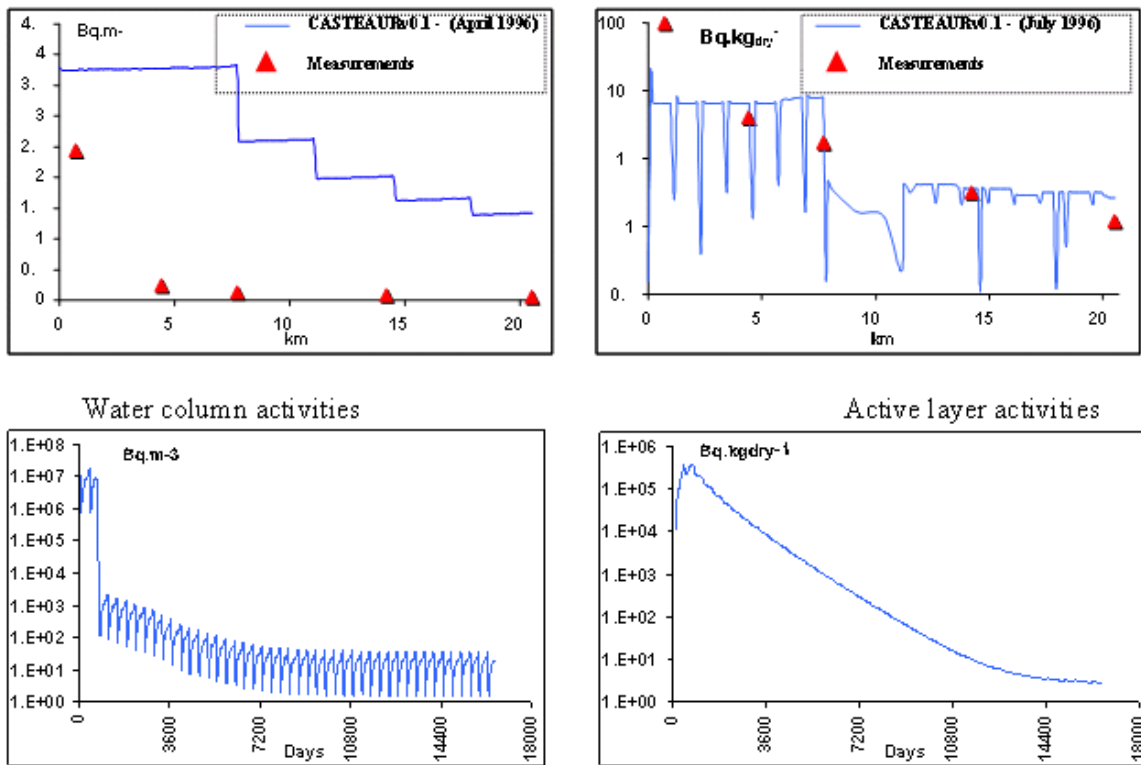 Bq.m-
CASTEAURv0.1 - (April 1996)
Measurements
4.
3.
3.
2.
2
1.
1
0.
0
0 5 10 15 20
km
Bq.kgdry-
CASTEAURv0.1 - (July 1996)
Measurements
100
10
1
1
0.
0 5 10 15 20
km
Water column activities
Active layer activities
Bq.m-3
1.E+08
1.E+07
1.E+06
1.E+05
1.E+04
1.E+03
1.E+02
1.E+01
1.E+00
0 3600 7200 10800 14400 18000
Days
Bq.kgdry-1
1.E+06
1.E+05
1.E+04
1.E+03
1.E+02
1.E+01
1.E+00
0 3600 7200 10800 14400 18000
Days